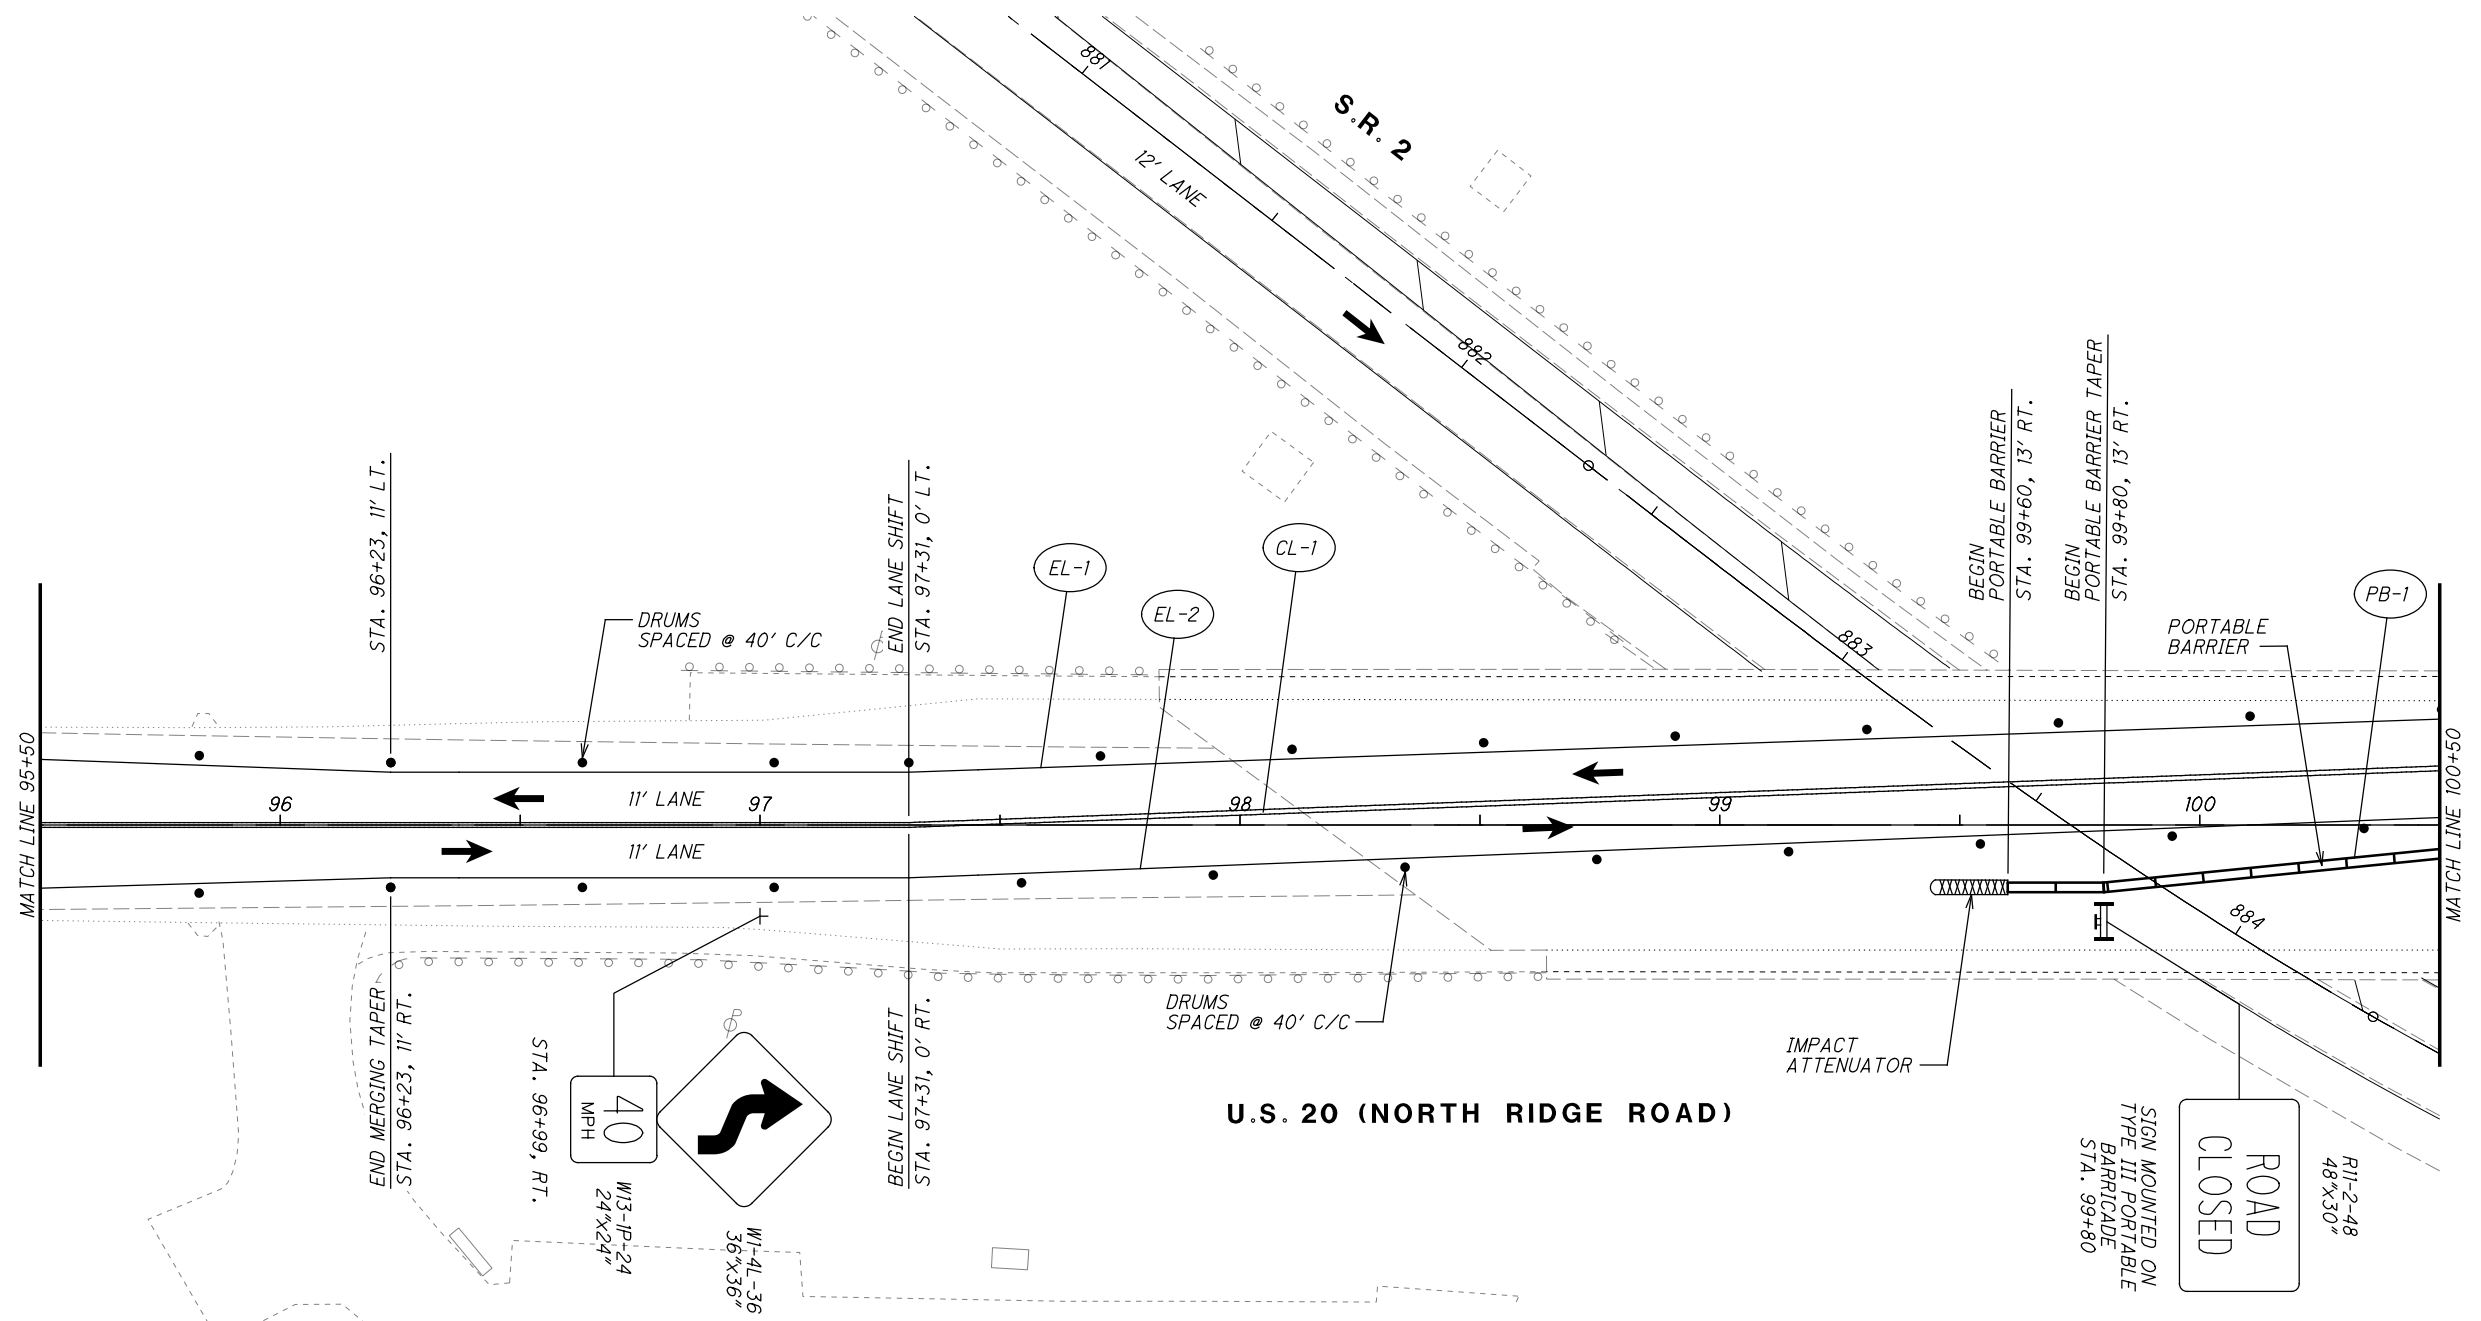 881
S.R. 2
12' LANE
882
883
884
STA. 96+23, 11' LT.
END LANE SHIFT
STA. 97+31, 0' LT.
DRUMS
SPACED @ 40' C/C
EL-1
EL-2
CL-1
BEGIN
PORTABLE BARRIER
STA. 99+60, 13' RT.
BEGIN
PORTABLE BARRIER TAPER
STA. 99+80, 13' RT.
PORTABLE
BARRIER
PB-1
MATCH LINE 95+50
96
11' LANE
97
98
99
100
11' LANE
MATCH LINE 100+50
END MERGING TAPER
STA. 96+23, 11' RT.
STA. 96+99, RT.
40
MPH
W13-1P-24
24"x24"
W1-4L-36
36"x36"
P
BEGIN LANE SHIFT
STA. 97+31, 0' RT.
DRUMS
SPACED @ 40' C/C
U.S. 20 (NORTH RIDGE ROAD)
IMPACT
ATTENUATOR
SIGN MOUNTED ON
TYPE III PORTABLE
BARRICADE
STA. 99+80
ROAD
CLOSED
R11-2-48
48"x30"